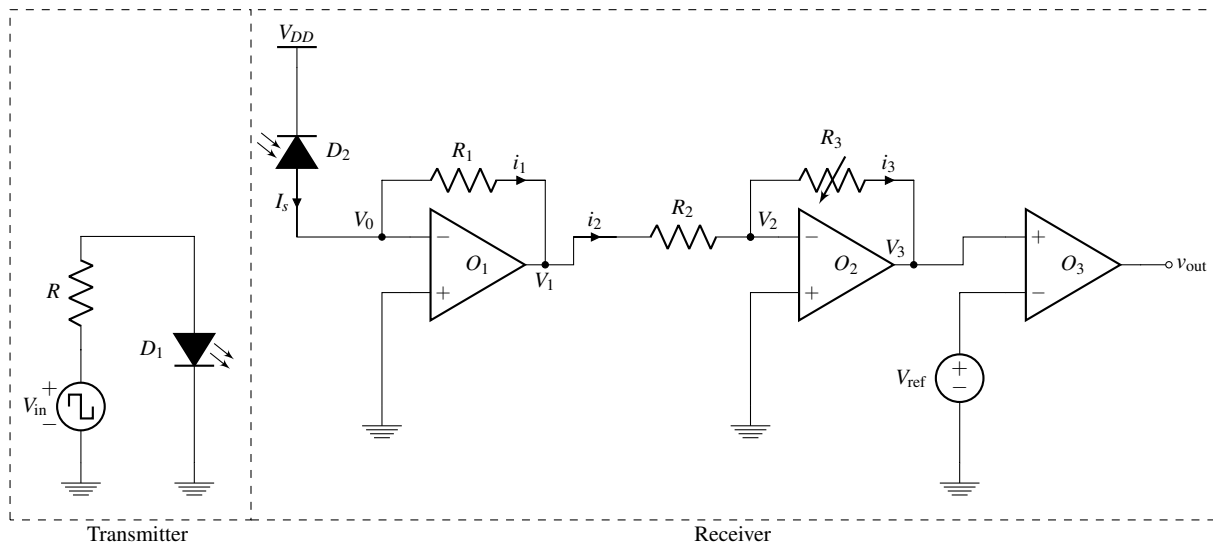 V_DD
D_2
I_s
V_0
R_1
i_1
−
+
O_1
V_1
i_2
R_2
V_2
R_3
i_3
−
+
O_2
V_3
+
−
O_3
v_out
V_ref
+
−
R
D_1
V_in
+
−
Transmitter
Receiver